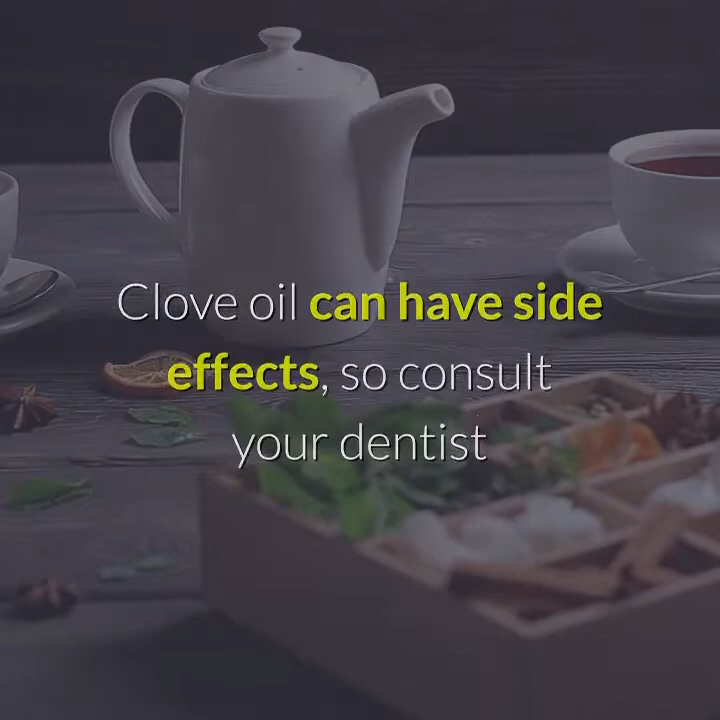 Clove oil can have side
effects, so consult
your dentist